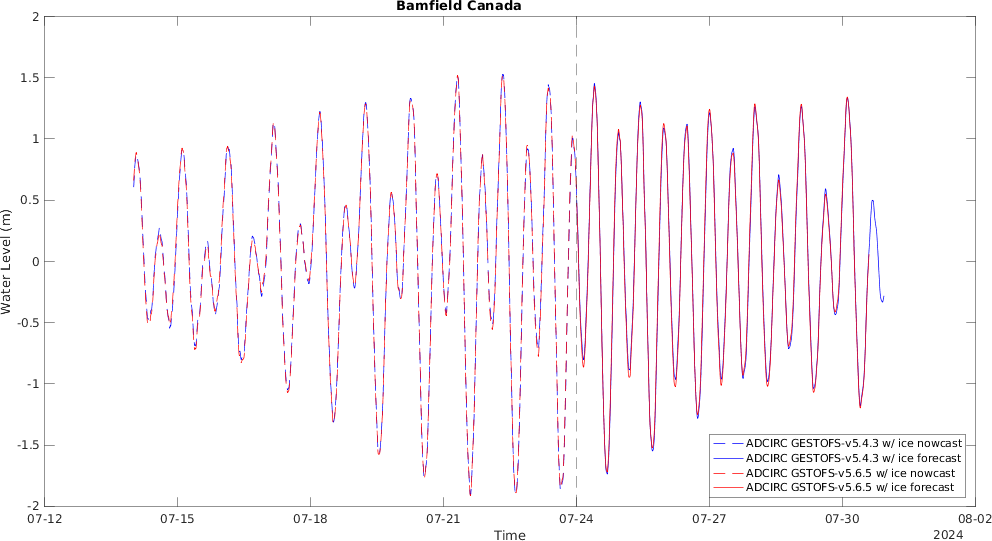 Bamfield Canada
2
1.5
1
0.5
0
-0.5
-1
-1.5
-2
Water Level (m)
ADCIRC GESTOFS-v5.4.3 w/ ice nowcast
ADCIRC GESTOFS-v5.4.3 w/ ice forecast
ADCIRC GSTOFS-v5.6.5 w/ ice nowcast
ADCIRC GSTOFS-v5.6.5 w/ ice forecast
07-12 07-15 07-18 07-21 07-24 07-27 07-30 08-02
Time
2024